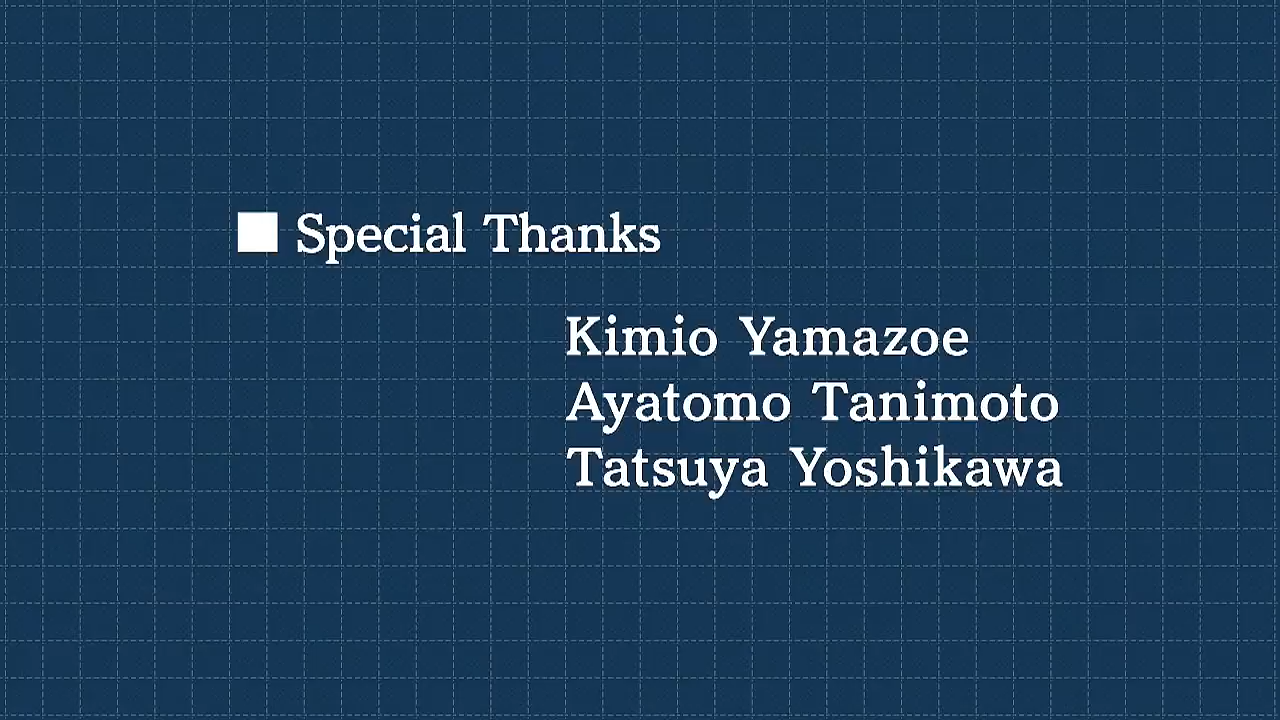 ■ Special Thanks
Kimio Yamazoe
Ayatomo Tanimoto
Tatsuya Yoshikawa